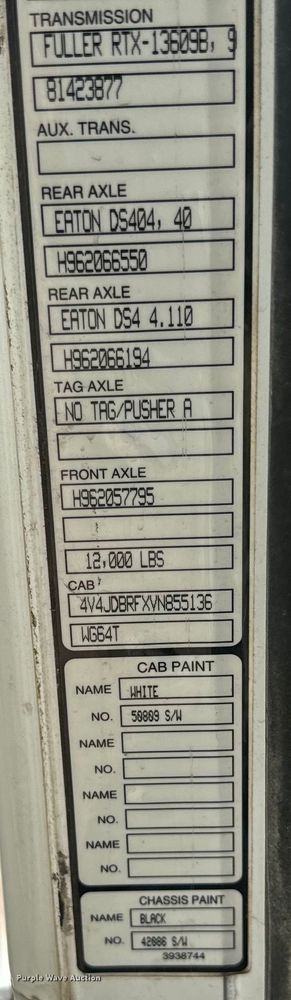 TRANSMISSION
FULLER RTX-13609B, 9
81423877
AUX. TRANS.
REAR AXLE
EATON DS404, 40
H962066550
REAR AXLE
EATON DS4 4.110
H962066194
TAG AXLE
NO TAG/PUSHER A
FRONT AXLE
H962057795
12,000 LBS
CAB
4V4JDBRFXVN855136
WG64T
CAB PAINT
NAME WHITE
NO. 50809 S/W
NAME
NO.
NAME
NO.
NAME
NO.
CHASSIS PAINT
NAME BLACK
NO. 42086 S/W
3938744
Purple Wave Auction